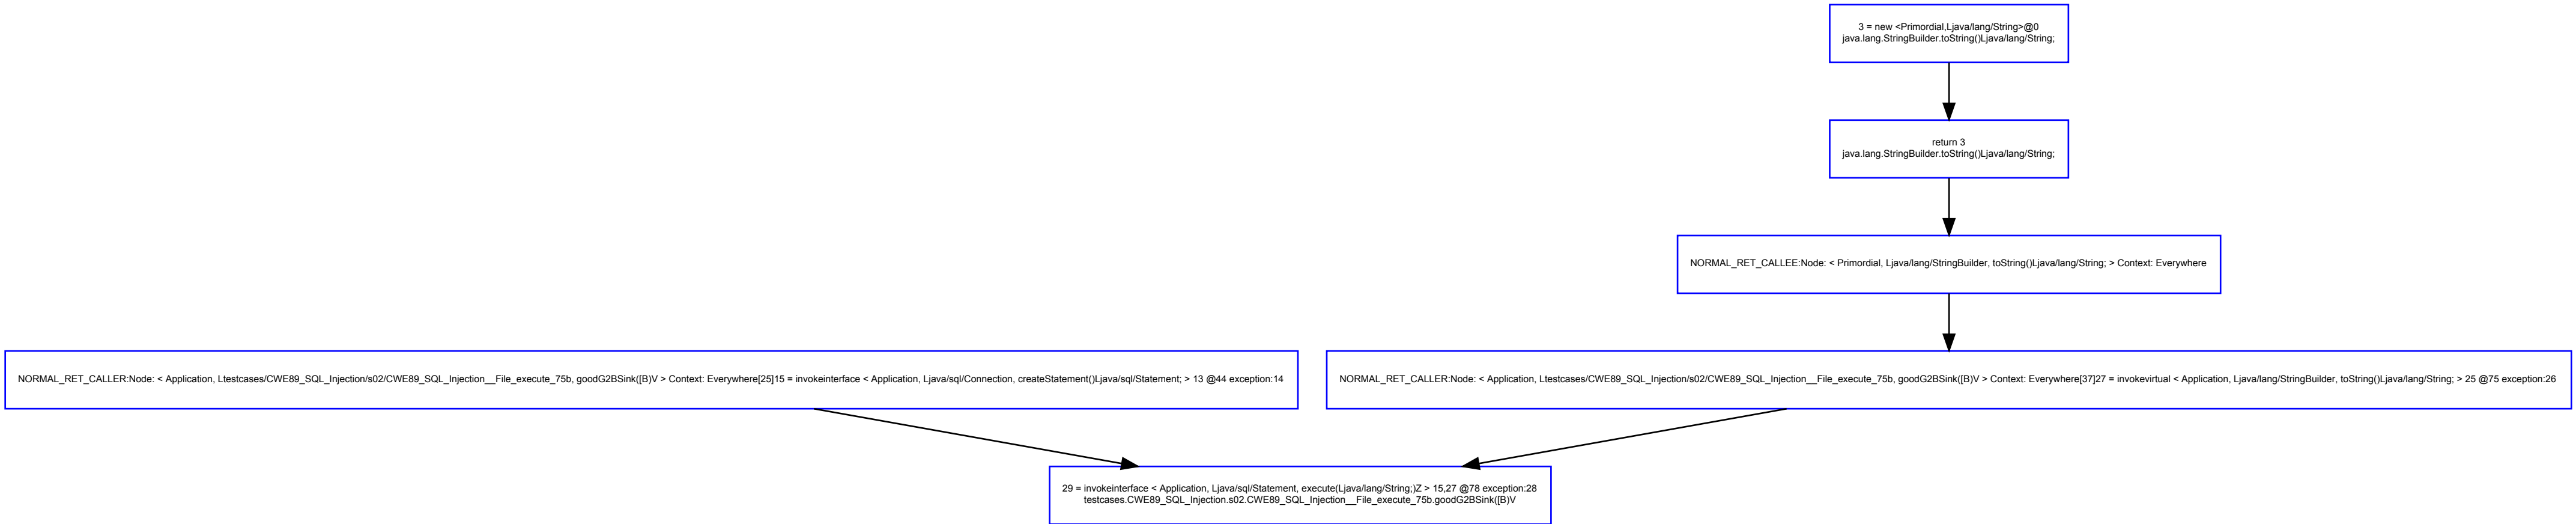 3 = new <Primordial,Ljava/lang/String>@0
java.lang.StringBuilder.toString()Ljava/lang/String;
return 3
java.lang.StringBuilder.toString()Ljava/lang/String;
NORMAL_RET_CALLEE:Node: < Primordial, Ljava/lang/StringBuilder, toString()Ljava/lang/String; > Context: Everywhere
NORMAL_RET_CALLER:Node: < Application, Ltestcases/CWE89_SQL_Injection/s02/CWE89_SQL_Injection__File_execute_75b, goodG2BSink([B)V > Context: Everywhere[25]15 = invokeinterface < Application, Ljava/sql/Connection, createStatement()Ljava/sql/Statement; > 13 @44 exception:14
NORMAL_RET_CALLER:Node: < Application, Ltestcases/CWE89_SQL_Injection/s02/CWE89_SQL_Injection__File_execute_75b, goodG2BSink([B)V > Context: Everywhere[37]27 = invokevirtual < Application, Ljava/lang/StringBuilder, toString()Ljava/lang/String; > 25 @75 exception:26
29 = invokeinterface < Application, Ljava/sql/Statement, execute(Ljava/lang/String;)Z > 15,27 @78 exception:28
testcases.CWE89_SQL_Injection.s02.CWE89_SQL_Injection__File_execute_75b.goodG2BSink([B)V